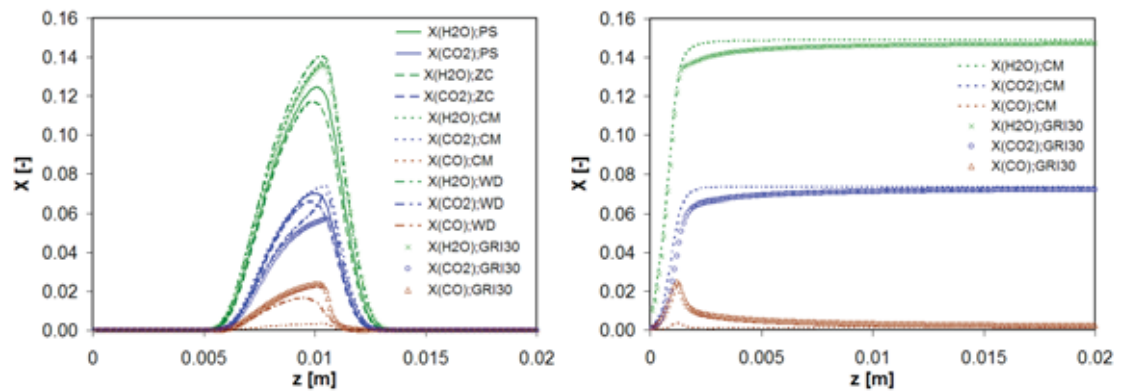 0.16
0.14
0.12
0.10
0.08
0.06
0.04
0.02
0.00
X [-]
0
0.005
0.01
0.015
0.02
z [m]
X(H2O);PS
X(CO2);PS
X(H2O);ZC
X(CO2);ZC
X(H2O);CM
X(CO2);CM
X(CO);CM
X(H2O);WD
X(CO2);WD
X(CO);WD
X(H2O);GRI30
X(CO2);GRI30
X(CO);GRI30
0.16
0.14
0.12
0.10
0.08
0.06
0.04
0.02
0.00
X [-]
0
0.005
0.01
0.015
0.02
z [m]
X(H2O);CM
X(CO2);CM
X(CO);CM
X(H2O);GRI30
X(CO2);GRI30
X(CO);GRI30